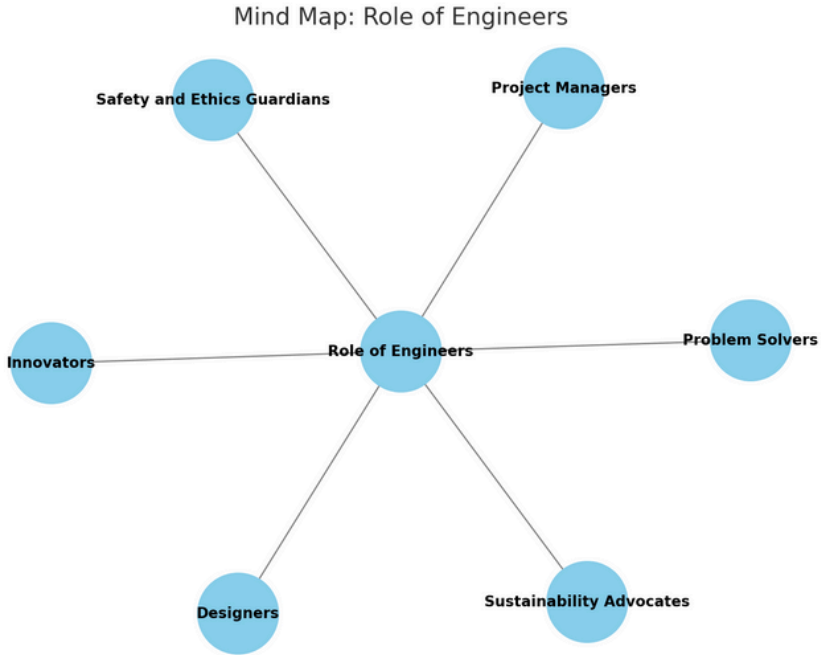 Mind Map: Role of Engineers
Project Managers
Safety and Ethics Guardians
Problem Solvers
Role of Engineers
Innovators
Sustainability Advocates
Designers